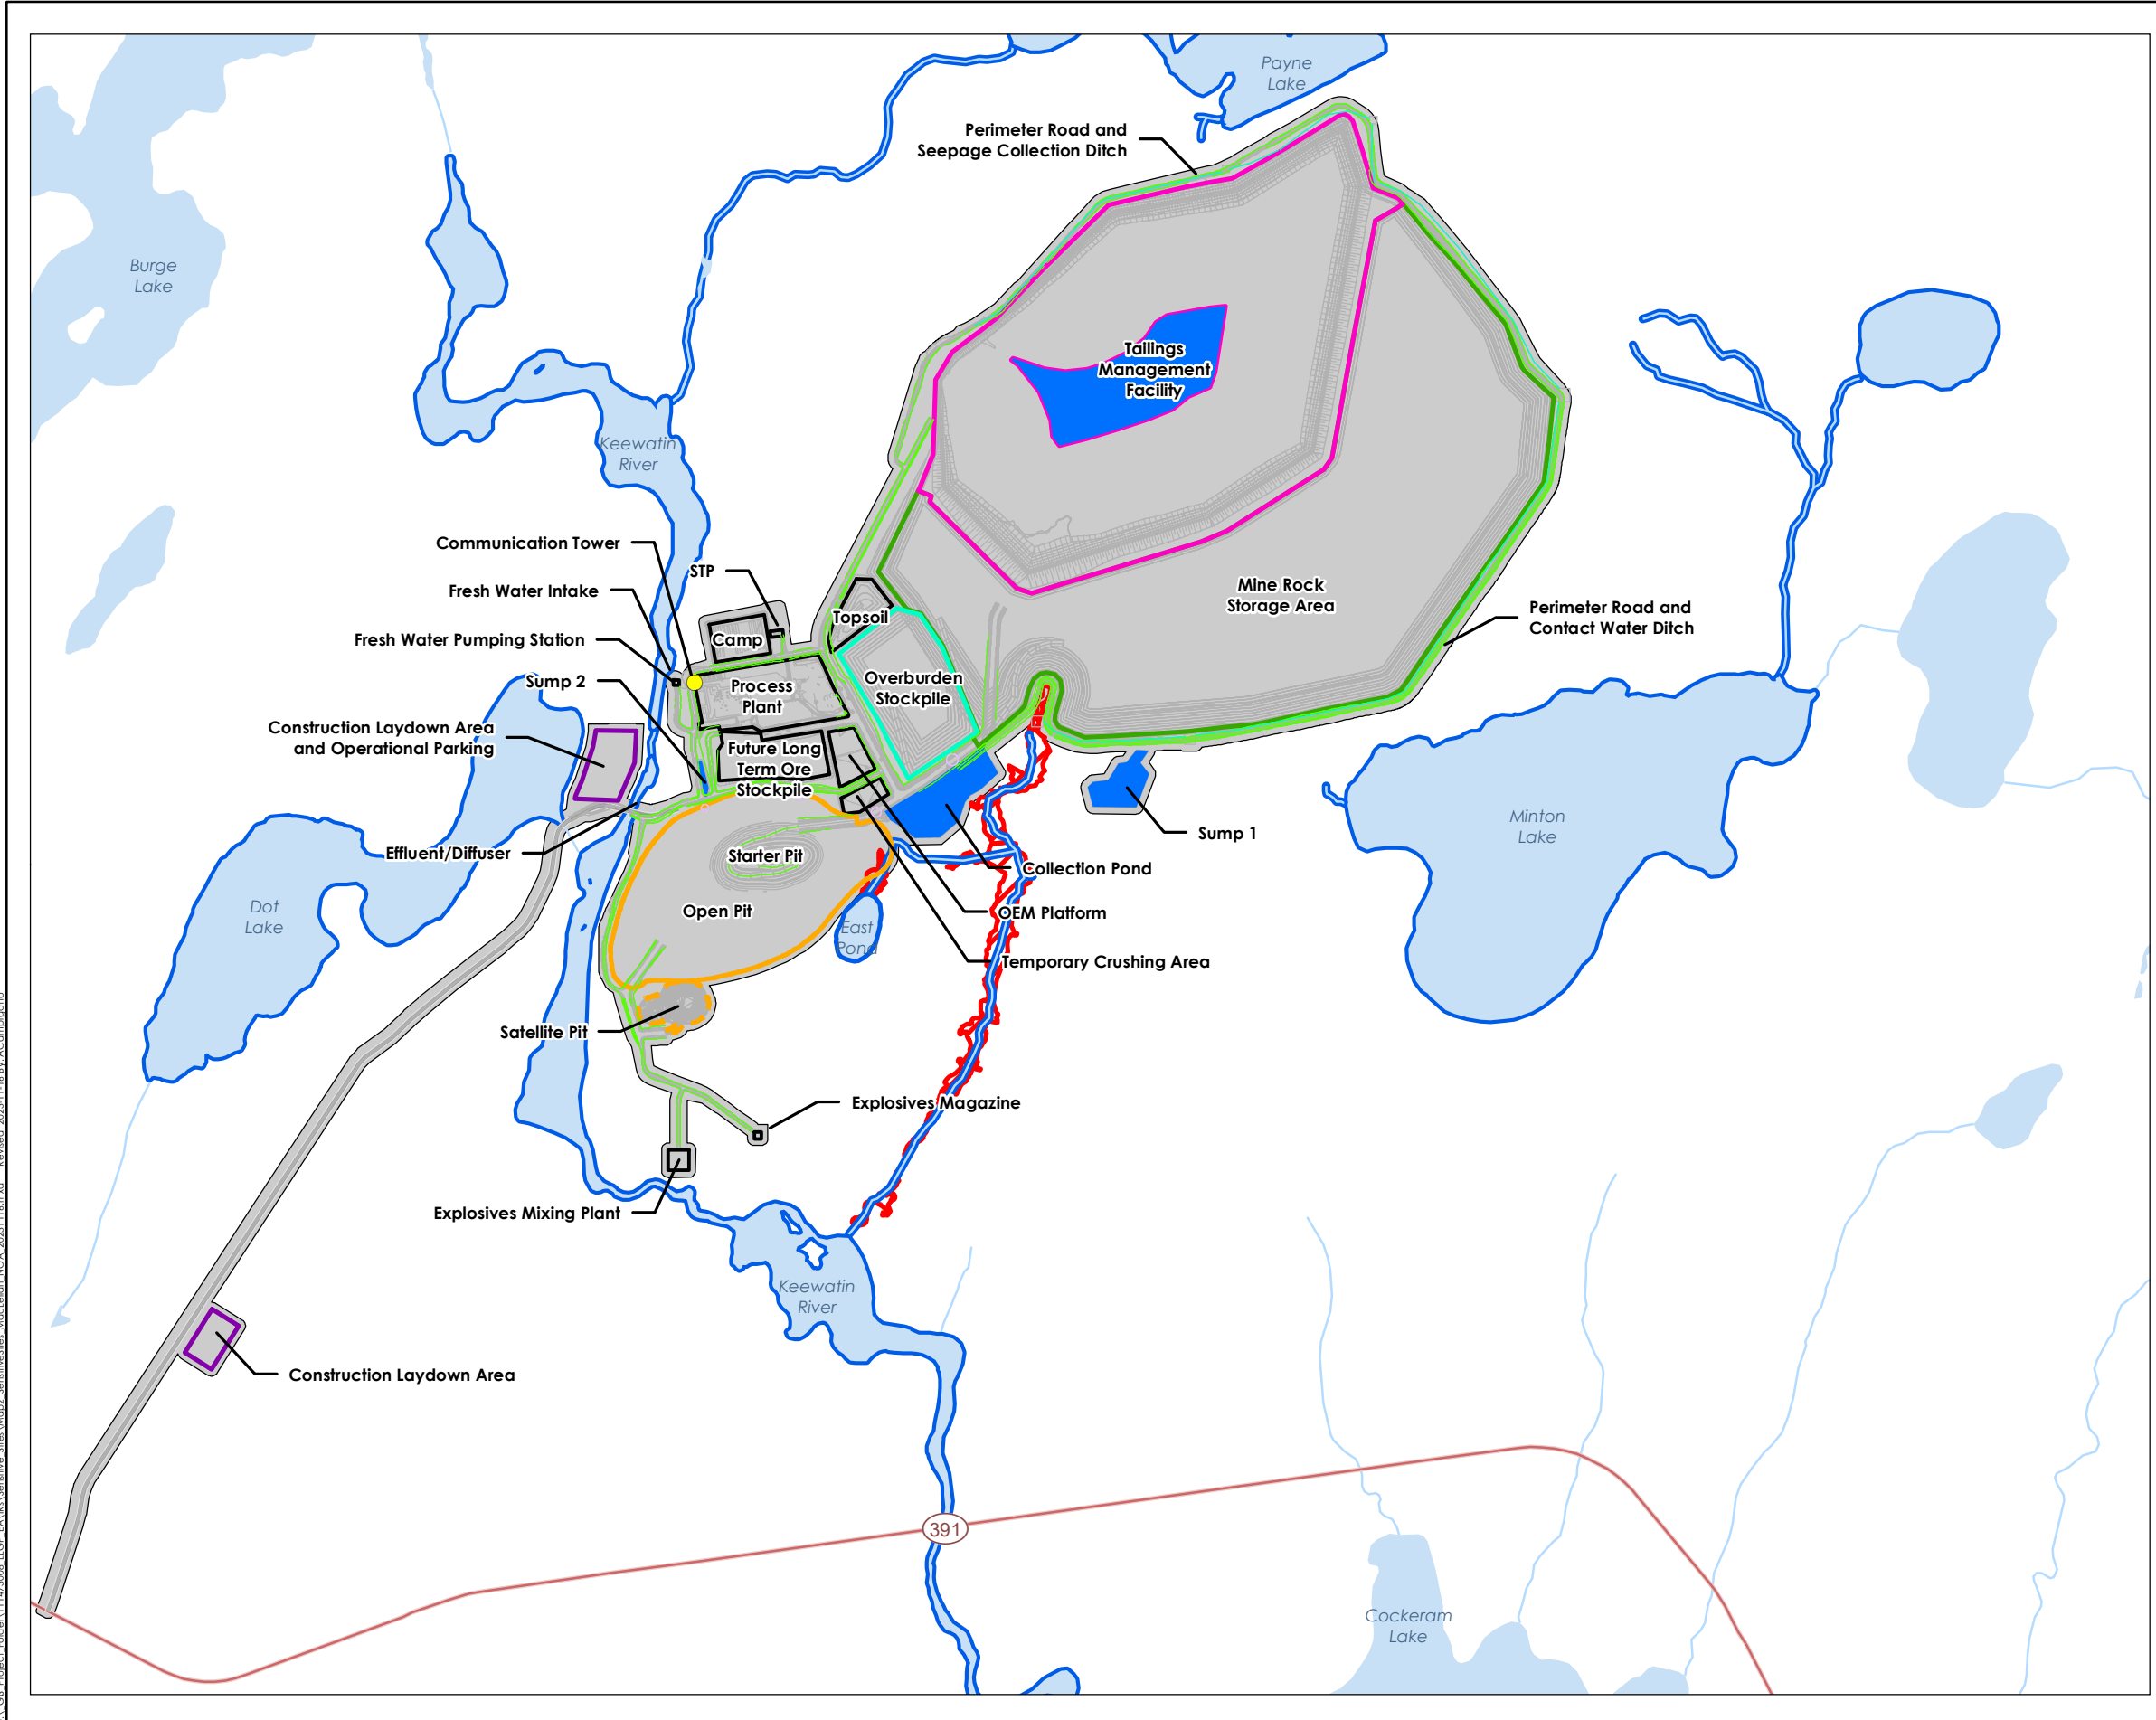 Payne
Lake
Perimeter Road and
Seepage Collection Ditch
Burge
Lake
Tailings
Management
Facility
Keewatin
River
Communication Tower
STP
Fresh Water Intake
Mine Rock
Storage Area
Topsoil
Perimeter Road and
Contact Water Ditch
Fresh Water Pumping Station
Camp
Sump 2
Process
Plant
Overburden
Stockpile
Construction Laydown Area
and Operational Parking
Future Long
Term Ore
Stockpile
Minton
Lake
Sump 1
Effluent/Diffuser
Starter Pit
Collection Pond
Dot
Lake
Open Pit
OEM Platform
East
Pond
Temporary Crushing Area
Satellite Pit
Explosives Magazine
Explosives Mixing Plant
Keewatin
River
Construction Laydown Area
391
Cockeram
Lake